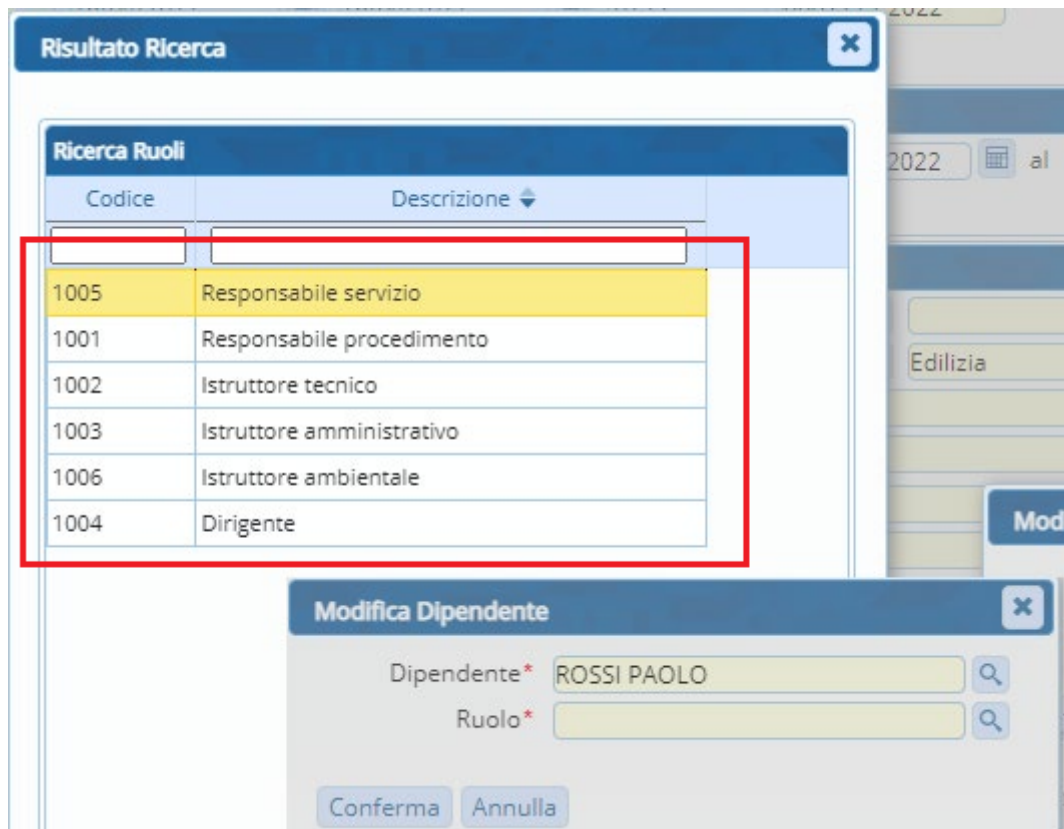 2022
Risultato Ricerca
Ricerca Ruoli
2022 al
Codice Descrizione
1005 Responsabile servizio
1001 Responsabile procedimento
Edilizia
1002 Istruttore tecnico
1003 Istruttore amministrativo
1006 Istruttore ambientale
1004 Dirigente
Mod
Modifica Dipendente
Dipendente* ROSSI PAOLO
Ruolo*
Conferma Annulla